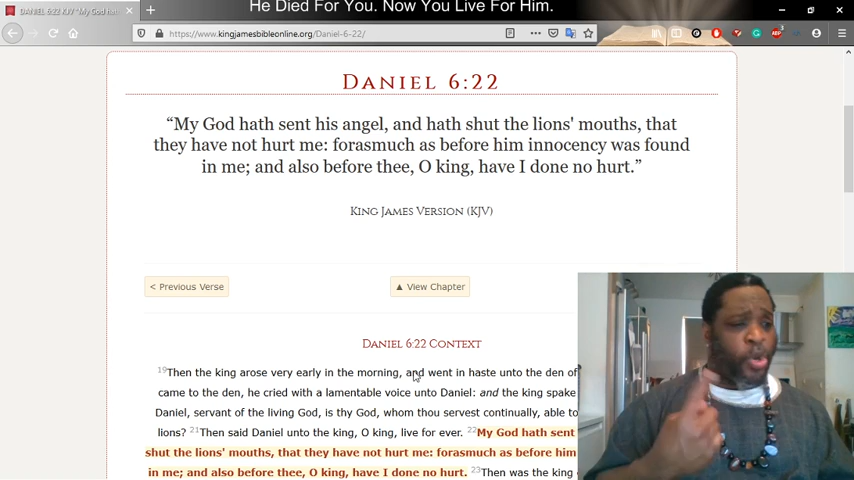 He Died For You. Now You Live For Him.
DANIEL 6:22 KJV "My God hat
https://www.kingjamesbibleonline.org/Daniel-6-22/
DANIEL 6:22
“My God hath sent his angel, and hath shut the lions' mouths, that
they have not hurt me: forasmuch as before him innocency was found
in me; and also before thee, O king, have I done no hurt.”
KING JAMES VERSION (KJV)
< Previous Verse
▲ View Chapter
DANIEL 6:22 CONTEXT
19Then the king arose very early in the morning, and went in haste unto the den of
came to the den, he cried with a lamentable voice unto Daniel: and the king spake
Daniel, servant of the living God, is thy God, whom thou servest continually, able to
lions? 21Then said Daniel unto the king, O king, live for ever. 22My God hath sent
shut the lions' mouths, that they have not hurt me: forasmuch as before him
in me; and also before thee, O king, have I done no hurt. 23Then was the king